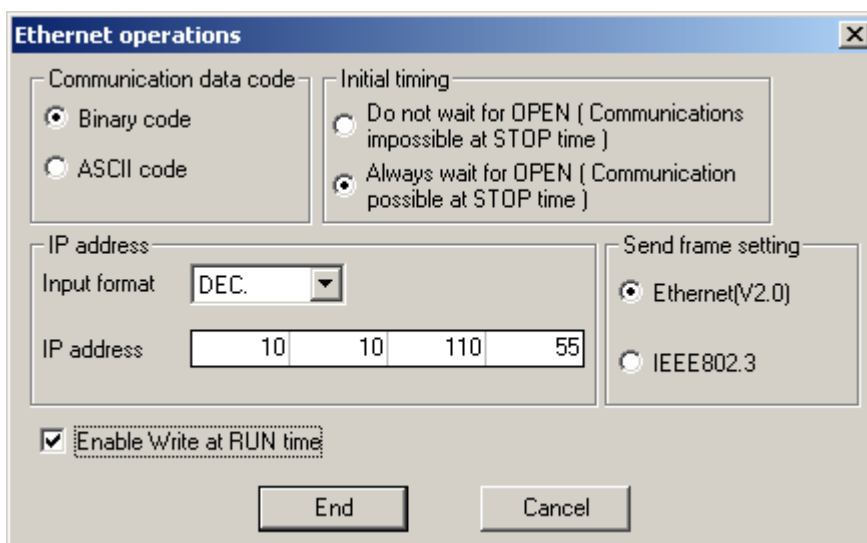 Ethernet operations
Communication data code
Binary code
ASCII code
Initial timing
Do not wait for OPEN ( Communications
impossible at STOP time )
Always wait for OPEN ( Communication
possible at STOP time )
IP address
Input format DEC.
IP address 10 10 110 55
Send frame setting
Ethernet(V2.0)
IEEE802.3
Enable Write at RUN time
End Cancel